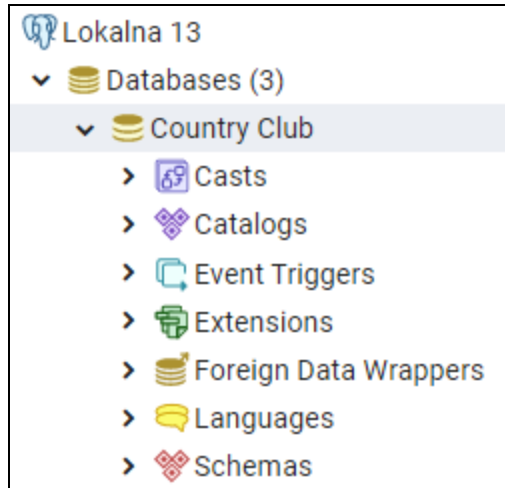 Lokalna 13
Databases (3)
Country Club
Casts
Catalogs
Event Triggers
Extensions
Foreign Data Wrappers
Languages
Schemas